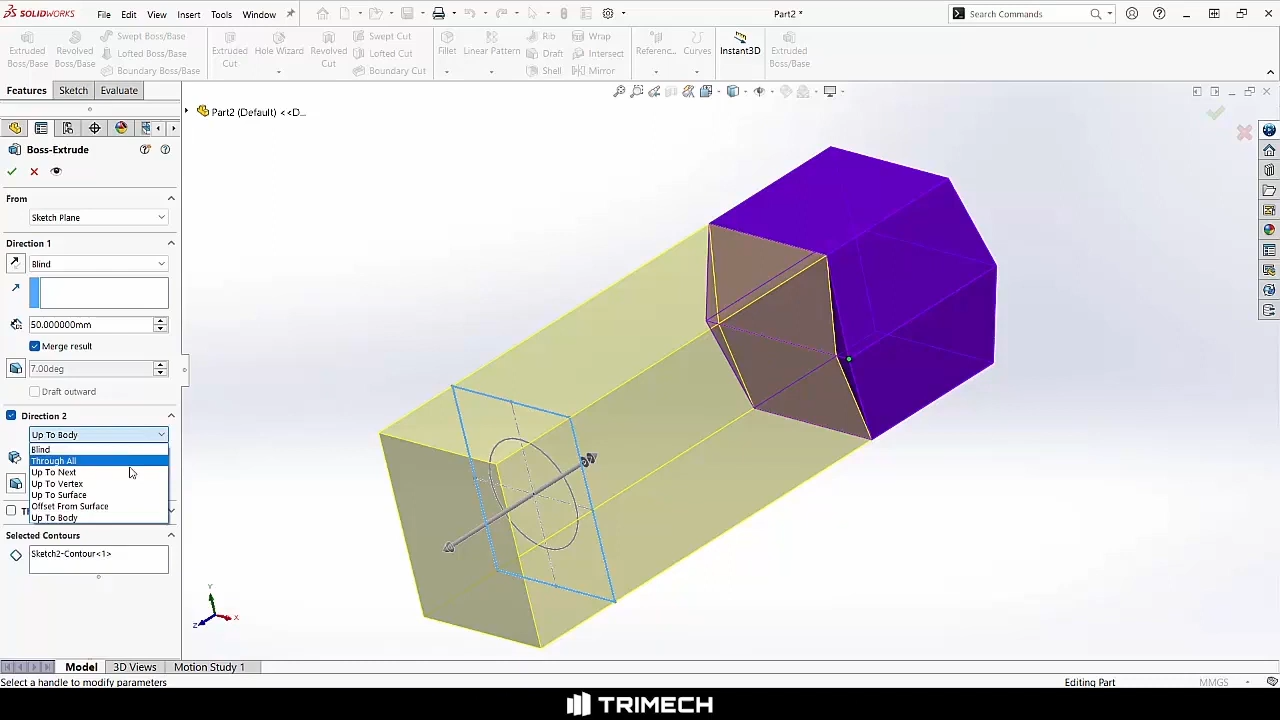 SOLIDWORKS File Edit View Insert Tools Window Part2 * Search Commands
Extruded Boss/Base
Revolved Boss/Base
Swept Boss/Base
Lofted Boss/Base
Boundary Boss/Base
Extruded Cut
Hole Wizard
Revolved Cut
Swept Cut
Lofted Cut
Boundary Cut
Fillet
Linear Pattern
Rib
Draft
Shell
Wrap
Intersect
Mirror
Referenc...
Curves
Instant3D
Extruded Boss/Base
Features Sketch Evaluate
Part2 (Default) <<D...
Boss-Extrude
From
Sketch Plane
Direction 1
Blind
50.000000mm
Merge result
7.00deg
Draft outward
Direction 2
Up To Body
Blind
Through All
Up To Next
Up To Vertex
Up To Surface
Offset From Surface
Up To Body
Selected Contours
Sketch2-Contour<1>
Y
X
Z
Model 3D Views Motion Study 1
Select a handle to modify parameters Editing Part MMGS
TRIMECH